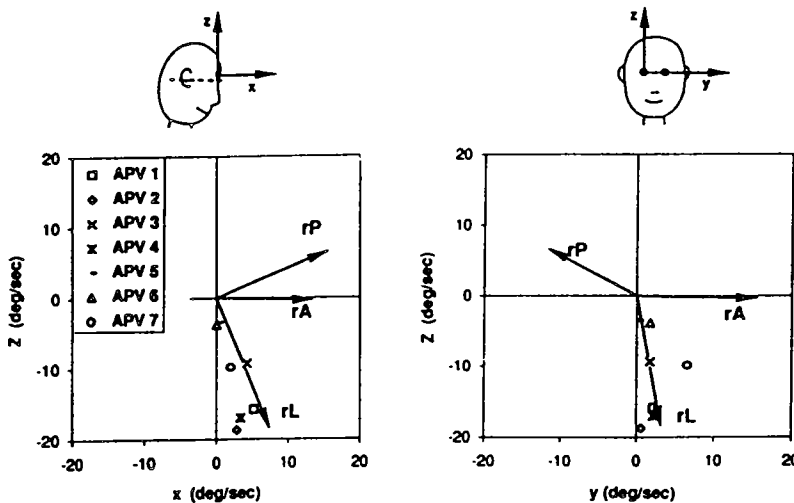 z
x
z
y
20
10
0
-10
-20
Z (deg/sec)
APV 1
APV 2
APV 3
APV 4
APV 5
APV 6
APV 7
rP
rA
rL
-20
-10
0
10
20
x (deg/sec)
20
10
0
-10
-20
Z (deg/sec)
rP
rA
rL
-20
-10
0
10
20
y (deg/sec)